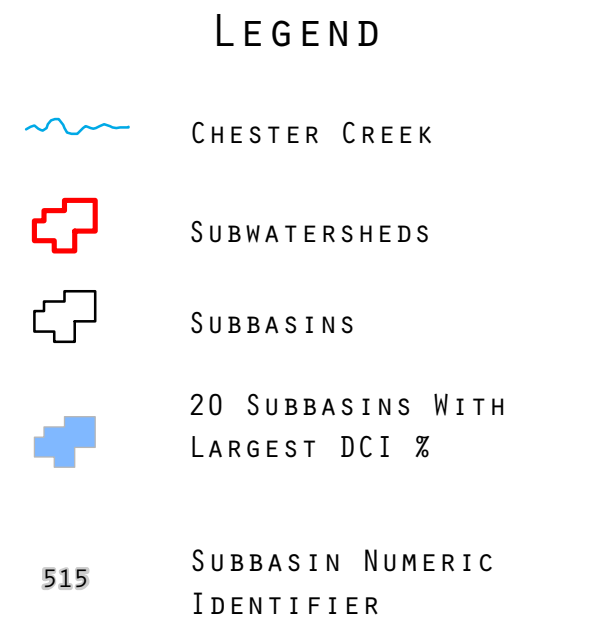 LEGEND
CHESTER CREEK
SUBWATERSHEDS
SUBBASINS
20 SUBBASINS WITH
LARGEST DCI %
515
SUBBASIN NUMERIC
IDENTIFIER